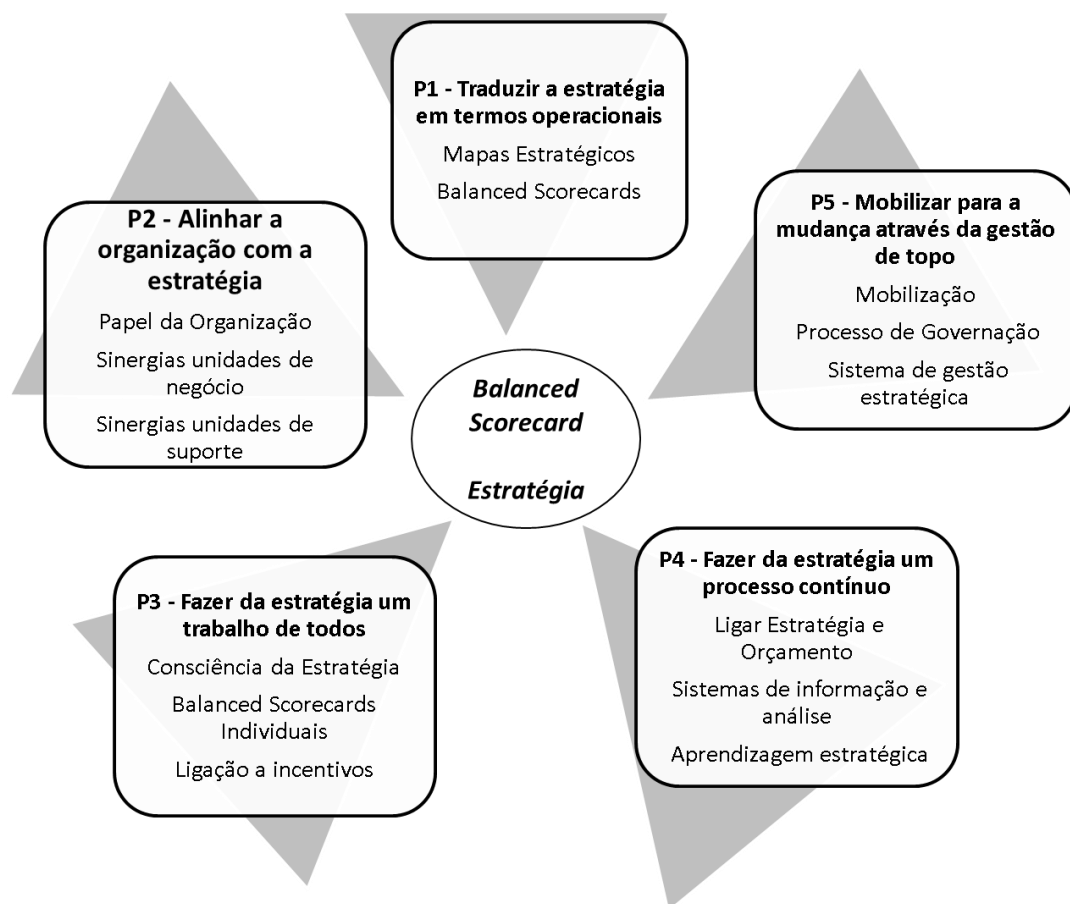 P1 - Traduzir a estratégia
em termos operacionais
Mapas Estratégicos
Balanced Scorecards
P2 - Alinhar a
organização com a
estratégia
Papel da Organização
Sinergias unidades de
negócio
Sinergias unidades de
suporte
P5 - Mobilizar para a
mudança através da gestão
de topo
Mobilização
Processo de Governação
Sistema de gestão
estratégica
Balanced
Scorecard
Estratégia
P3 - Fazer da estratégia um
trabalho de todos
Consciência da Estratégia
Balanced Scorecards
Individuais
Ligação a incentivos
P4 - Fazer da estratégia um
processo contínuo
Ligar Estratégia e
Orçamento
Sistemas de informação e
análise
Aprendizagem estratégica